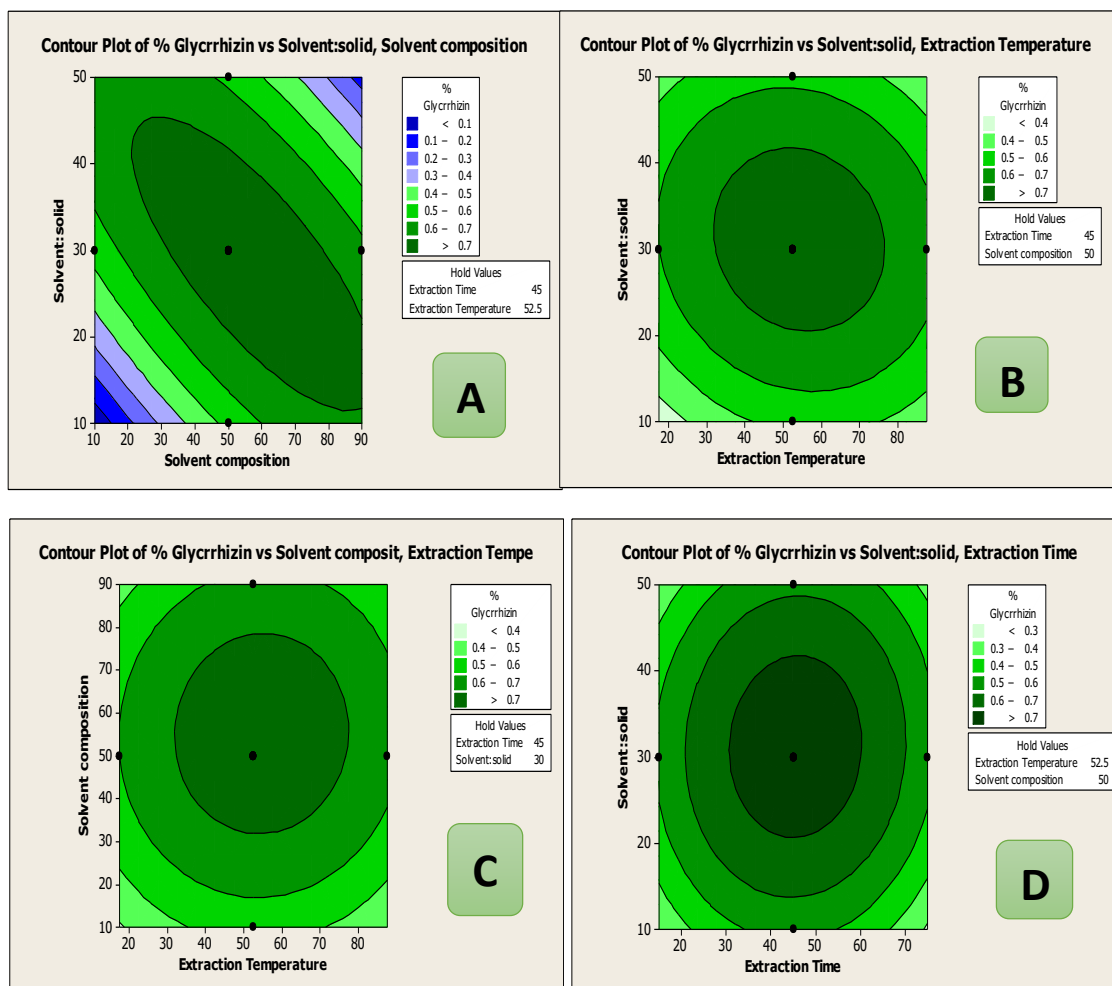 Contour Plot of % Glycrrhizin vs Solvent:solid, Solvent composition
50
40
30
20
10
Solvent:solid
10 20 30 40 50 60 70 80 90
Solvent composition
%
Glycrrhizin
< 0.1
0.1 – 0.2
0.2 – 0.3
0.3 – 0.4
0.4 – 0.5
0.5 – 0.6
0.6 – 0.7
> 0.7
Hold Values
Extraction Time 45
Extraction Temperature 52.5
A
Contour Plot of % Glycrrhizin vs Solvent:solid, Extraction Temperature
50
40
30
20
10
Solvent:solid
20 30 40 50 60 70 80
Extraction Temperature
%
Glycrrhizin
< 0.4
0.4 – 0.5
0.5 – 0.6
0.6 – 0.7
> 0.7
Hold Values
Extraction Time 45
Solvent composition 50
B
Contour Plot of % Glycrrhizin vs Solvent composit, Extraction Tempe
90
80
70
60
50
40
30
20
10
Solvent composition
20 30 40 50 60 70 80
Extraction Temperature
%
Glycrrhizin
< 0.4
0.4 – 0.5
0.5 – 0.6
0.6 – 0.7
> 0.7
Hold Values
Extraction Time 45
Solvent:solid 30
C
Contour Plot of % Glycrrhizin vs Solvent:solid, Extraction Time
50
40
30
20
10
Solvent:solid
20 30 40 50 60 70
Extraction Time
%
Glycrrhizin
< 0.3
0.3 – 0.4
0.4 – 0.5
0.5 – 0.6
0.6 – 0.7
> 0.7
Hold Values
Extraction Temperature 52.5
Solvent composition 50
D